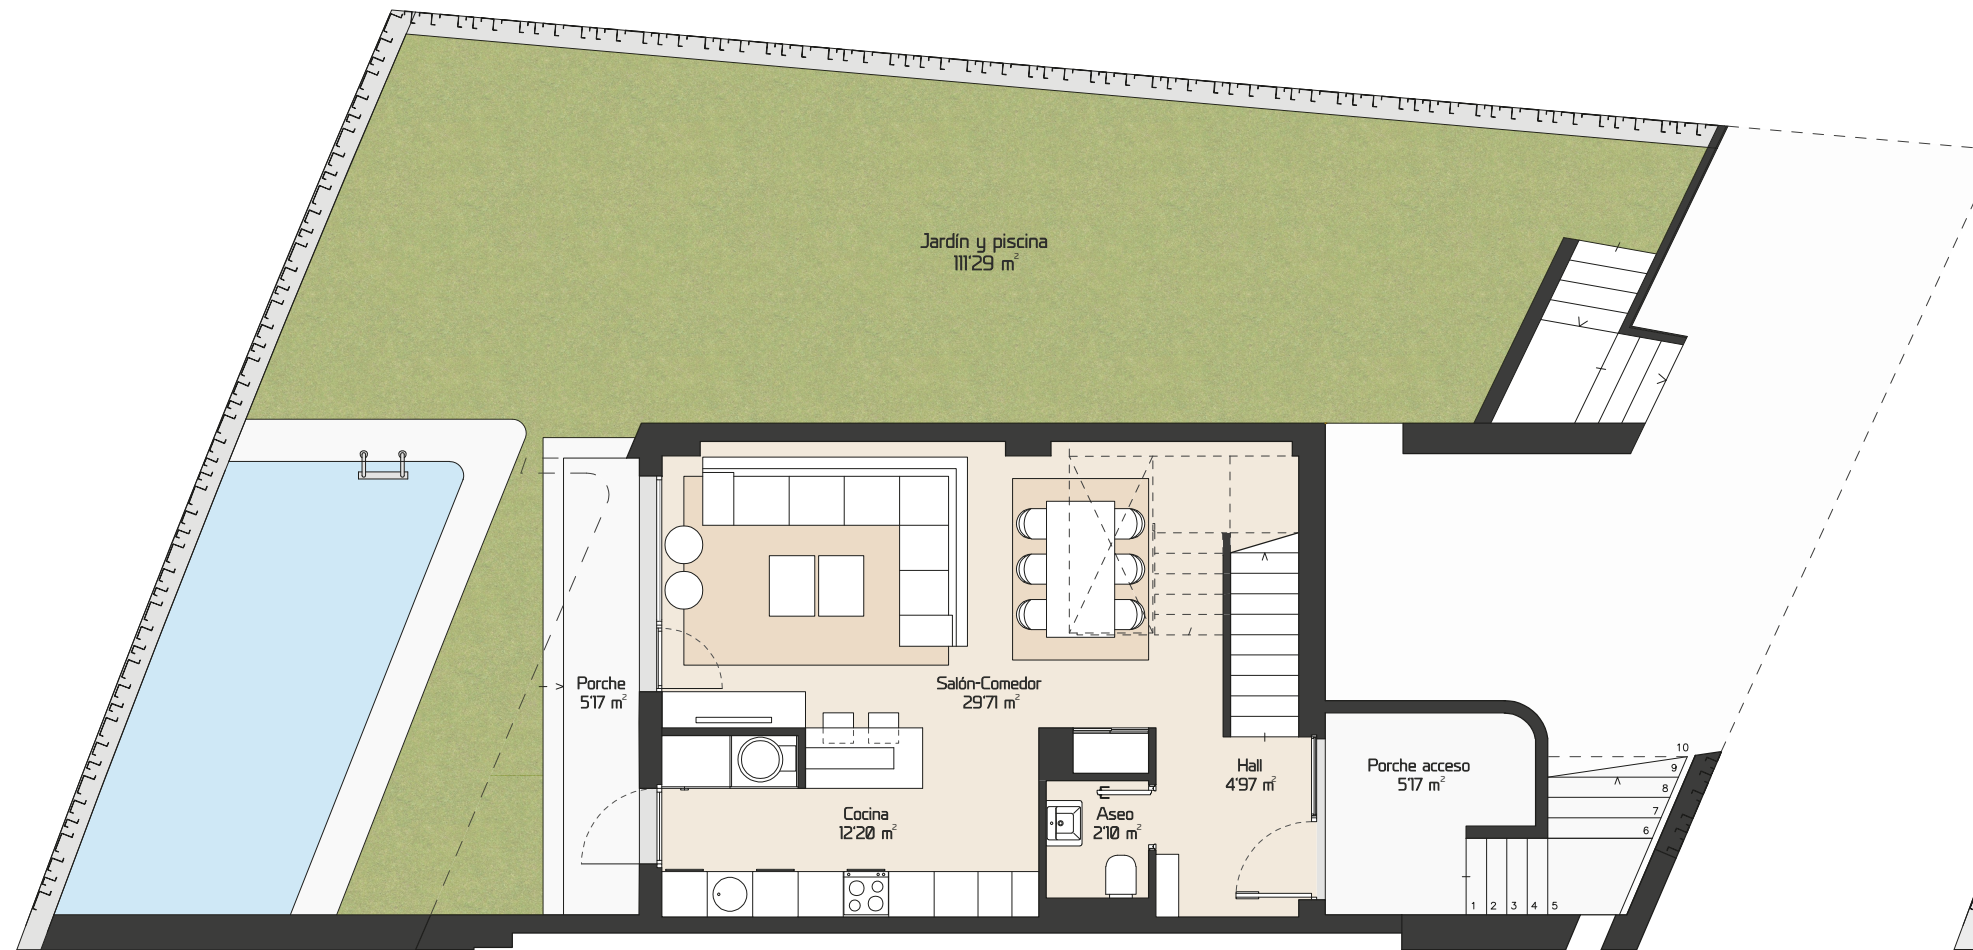 Jardín y piscina
111'29 m²
Porche
5'17 m²
Salón-Comedor
29'71 m²
Hall
4'97 m²
Porche acceso
5'17 m²
Cocina
12'20 m²
Aseo
2'10 m²
10
9
8
7
6
1 2 3 4 5